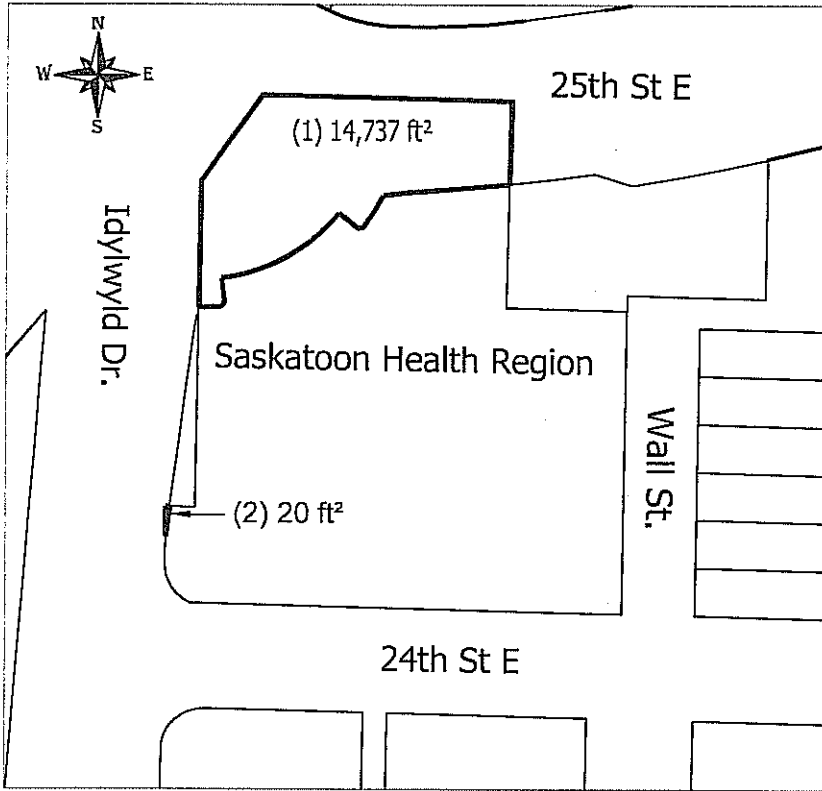 N
W E
S
25th St E
(1) 14,737 ft²
Idylwyld Dr.
Saskatoon Health Region
Wall St.
(2) 20 ft²
24th St E